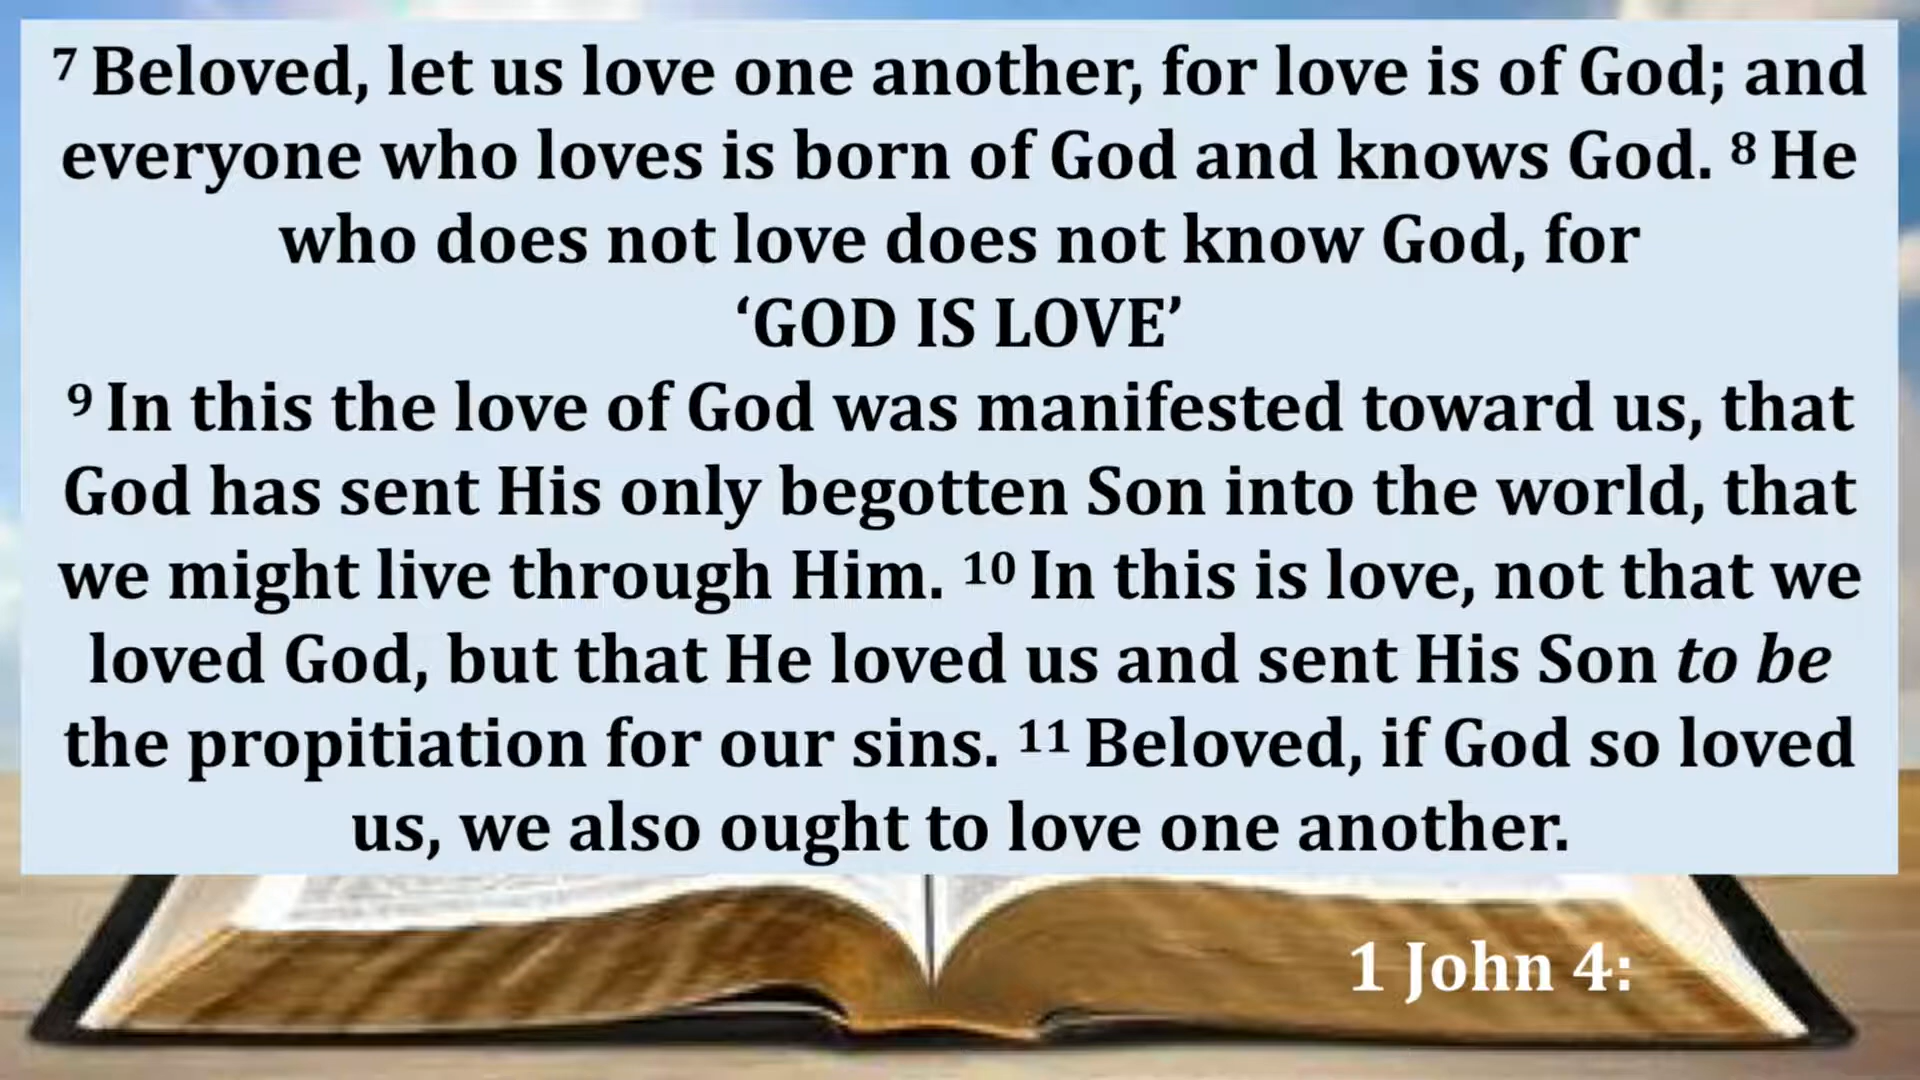 7 Beloved, let us love one another, for love is of God; and
everyone who loves is born of God and knows God. 8 He
who does not love does not know God, for
‘GOD IS LOVE’
9 In this the love of God was manifested toward us, that
God has sent His only begotten Son into the world, that
we might live through Him. 10 In this is love, not that we
loved God, but that He loved us and sent His Son to be
the propitiation for our sins. 11 Beloved, if God so loved
us, we also ought to love one another.
1 John 4: